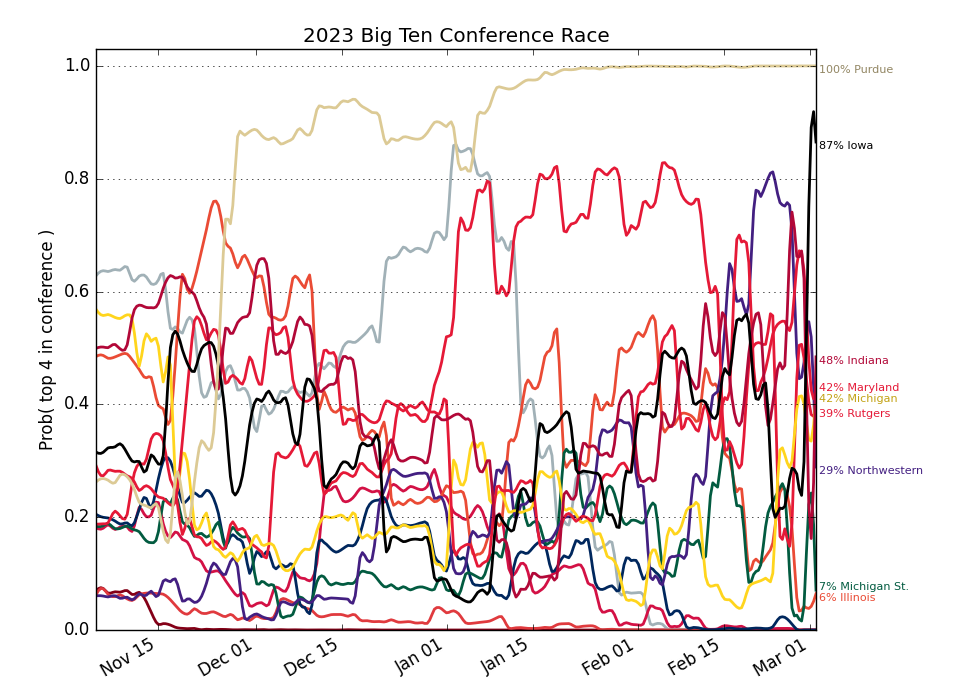 2023 Big Ten Conference Race
Prob( top 4 in conference )
1.0
0.8
0.6
0.4
0.2
0.0
Nov 15
Dec 01
Dec 15
Jan 01
Jan 15
Feb 01
Feb 15
Mar 01
100% Purdue
87% Iowa
48% Indiana
42% Maryland
42% Michigan
39% Rutgers
29% Northwestern
7% Michigan St.
6% Illinois